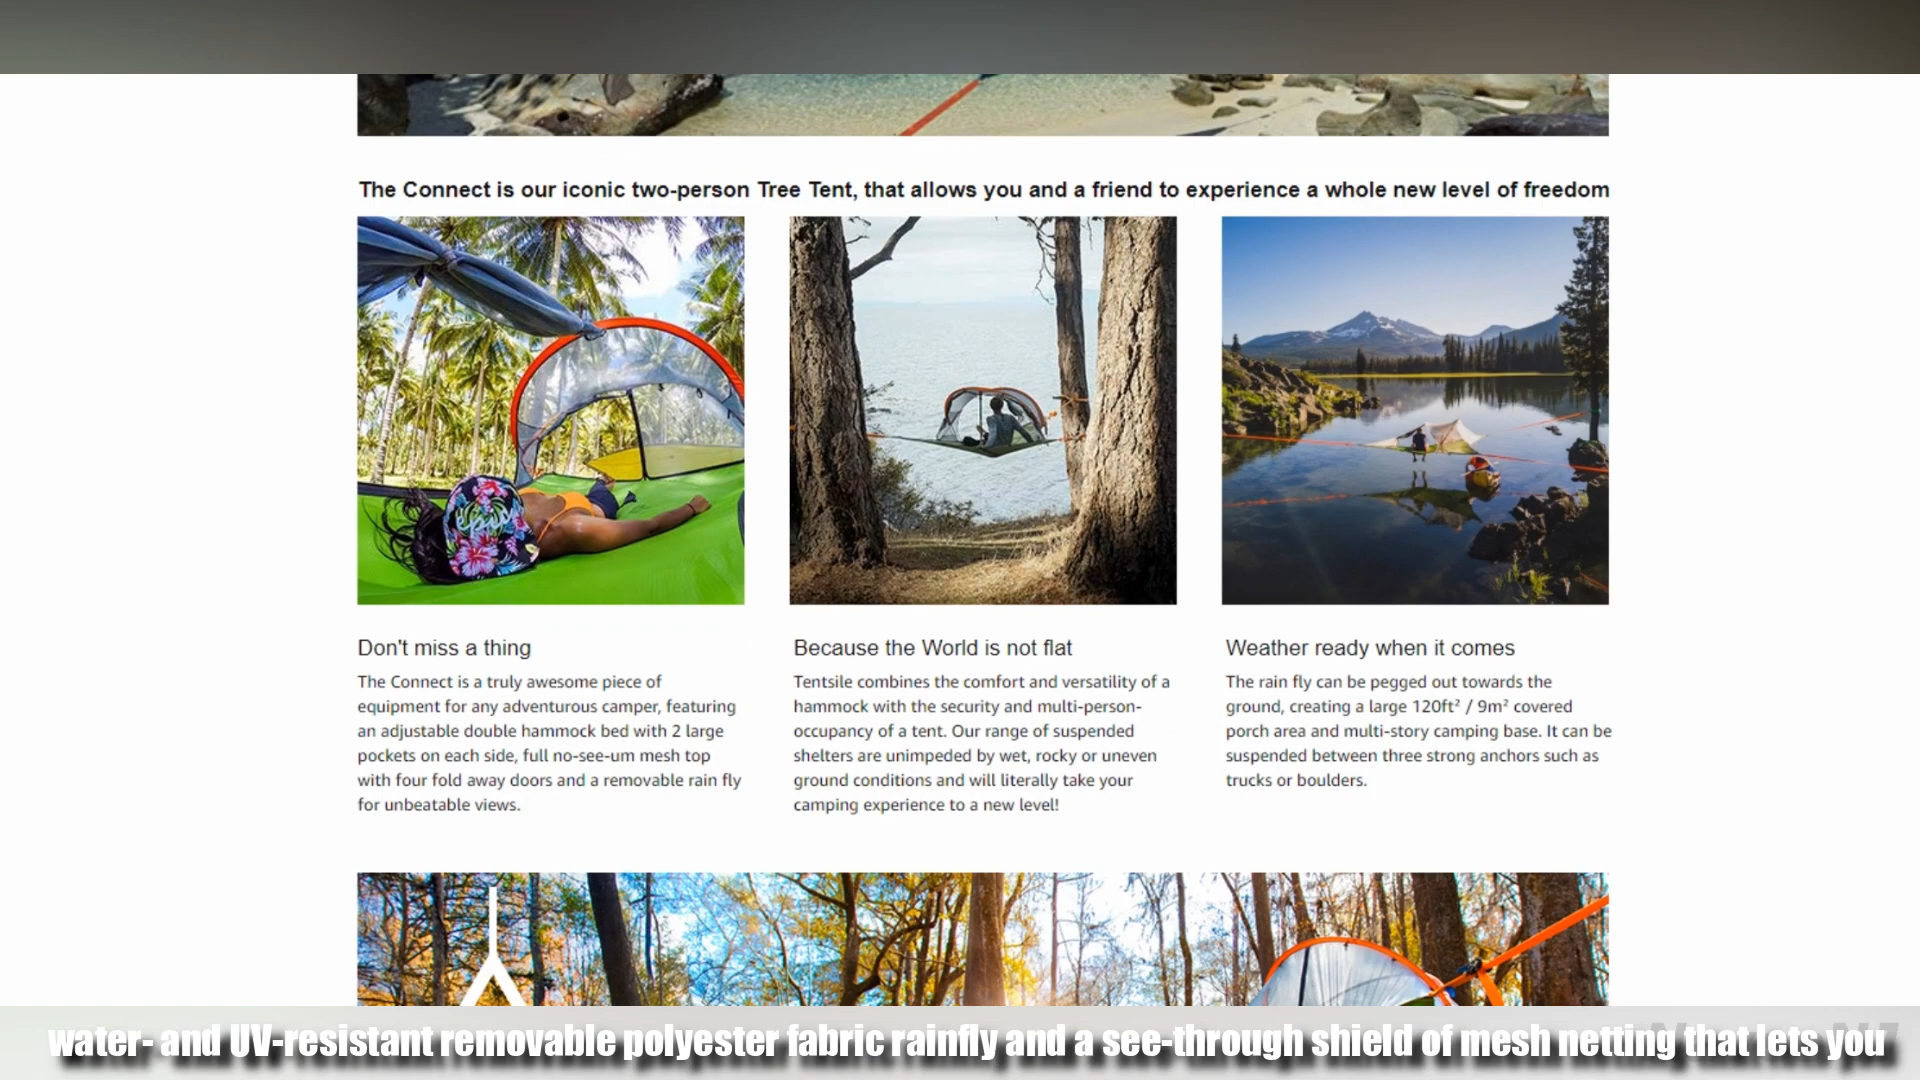 The Connect is our iconic two-person Tree Tent, that allows you and a friend to experience a whole new level of freedom
Don't miss a thing
The Connect is a truly awesome piece of
equipment for any adventurous camper, featuring
an adjustable double hammock bed with 2 large
pockets on each side, full no-see-um mesh top
with four fold away doors and a removable rain fly
for unbeatable views.
Because the World is not flat
Tentsile combines the comfort and versatility of a
hammock with the security and multi-person-
occupancy of a tent. Our range of suspended
shelters are unimpeded by wet, rocky or uneven
ground conditions and will literally take your
camping experience to a new level!
Weather ready when it comes
The rain fly can be pegged out towards the
ground, creating a large 120ft² / 9m² covered
porch area and multi-story camping base. It can be
suspended between three strong anchors such as
trucks or boulders.
water- and UV-resistant removable polyester fabric rainfly and a see-through shield of mesh netting that lets you